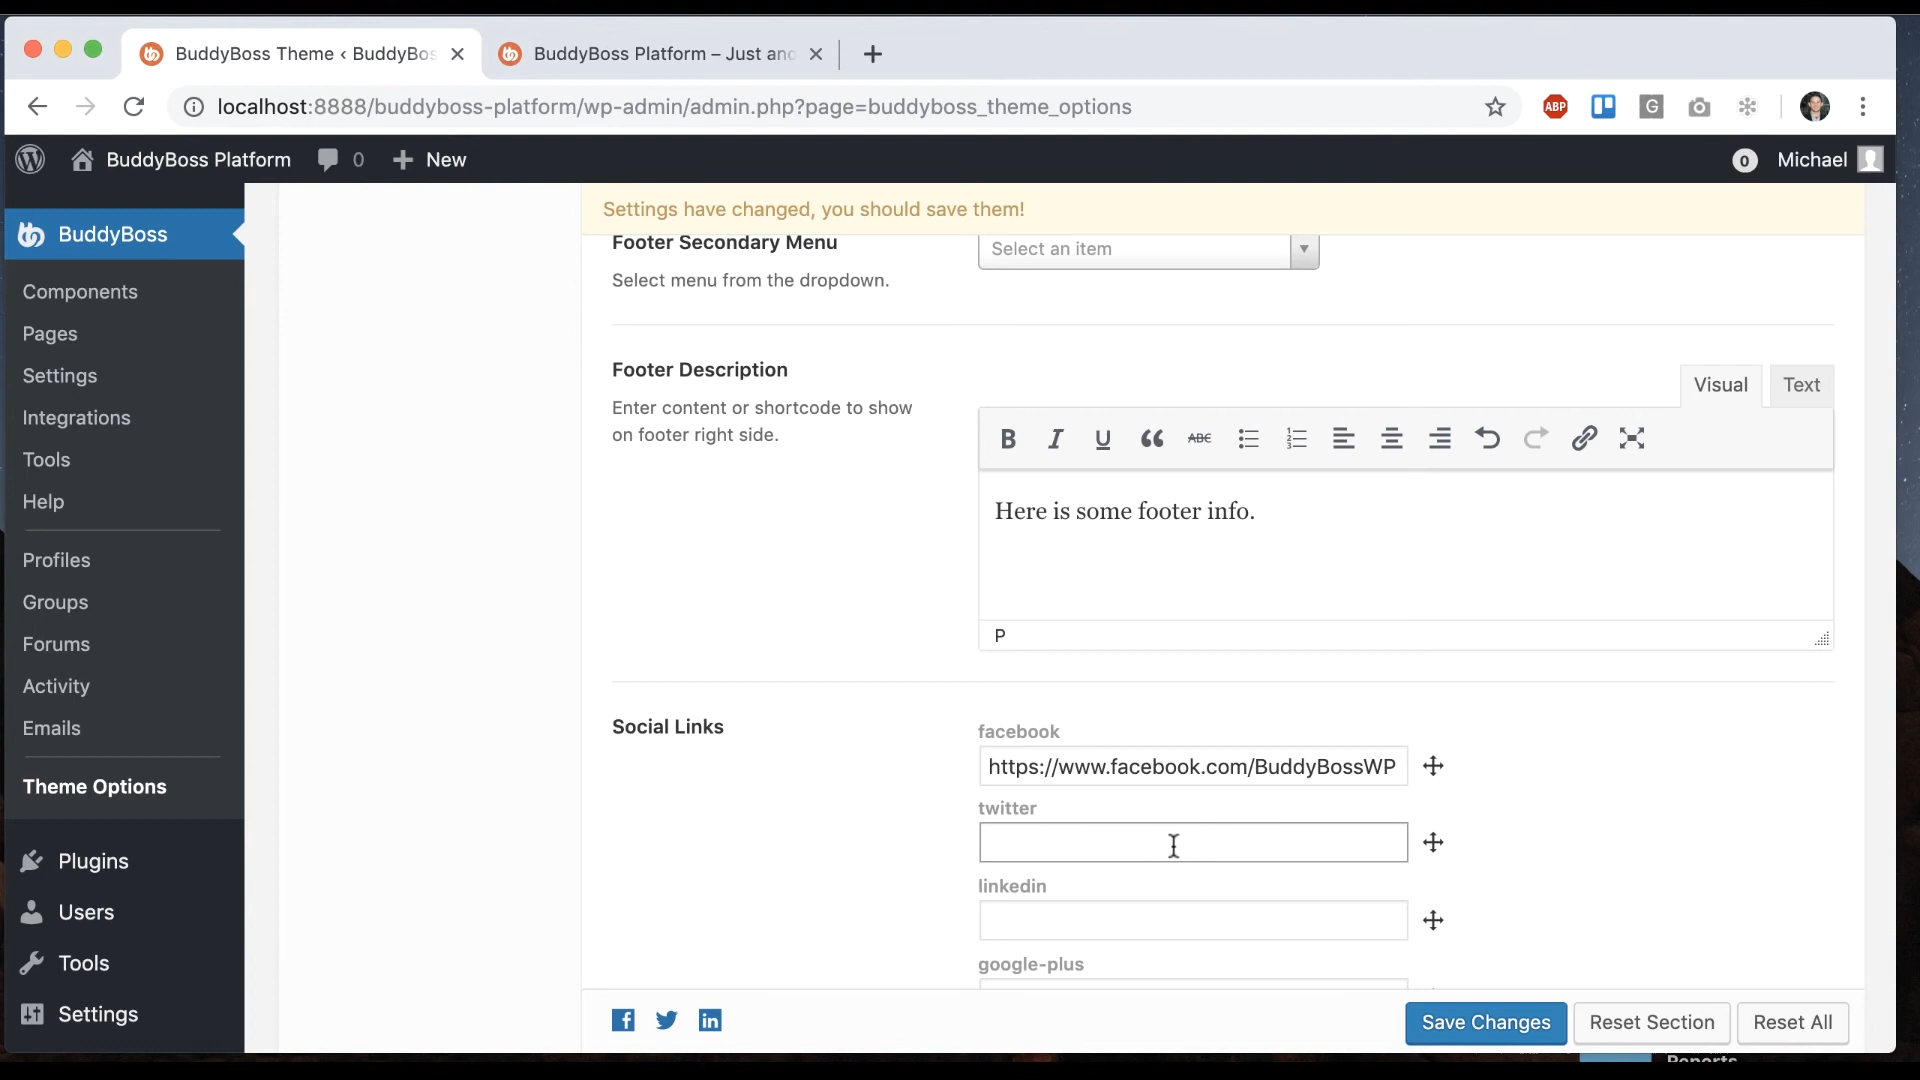 BuddyBoss Theme ‹ BuddyBos
BuddyBoss Platform – Just and
localhost:8888/buddyboss-platform/wp-admin/admin.php?page=buddyboss_theme_options
ABP
G
BuddyBoss Platform
0
New
0
Michael
BuddyBoss
Components
Pages
Settings
Integrations
Tools
Help
Profiles
Groups
Forums
Activity
Emails
Theme Options
Plugins
Users
Tools
Settings
Settings have changed, you should save them!
Footer Secondary Menu
Select menu from the dropdown.
Select an item
Footer Description
Enter content or shortcode to show
on footer right side.
Visual
Text
Here is some footer info.
P
Social Links
facebook
https://www.facebook.com/BuddyBossWP
twitter
linkedin
google-plus
Save Changes
Reset Section
Reset All